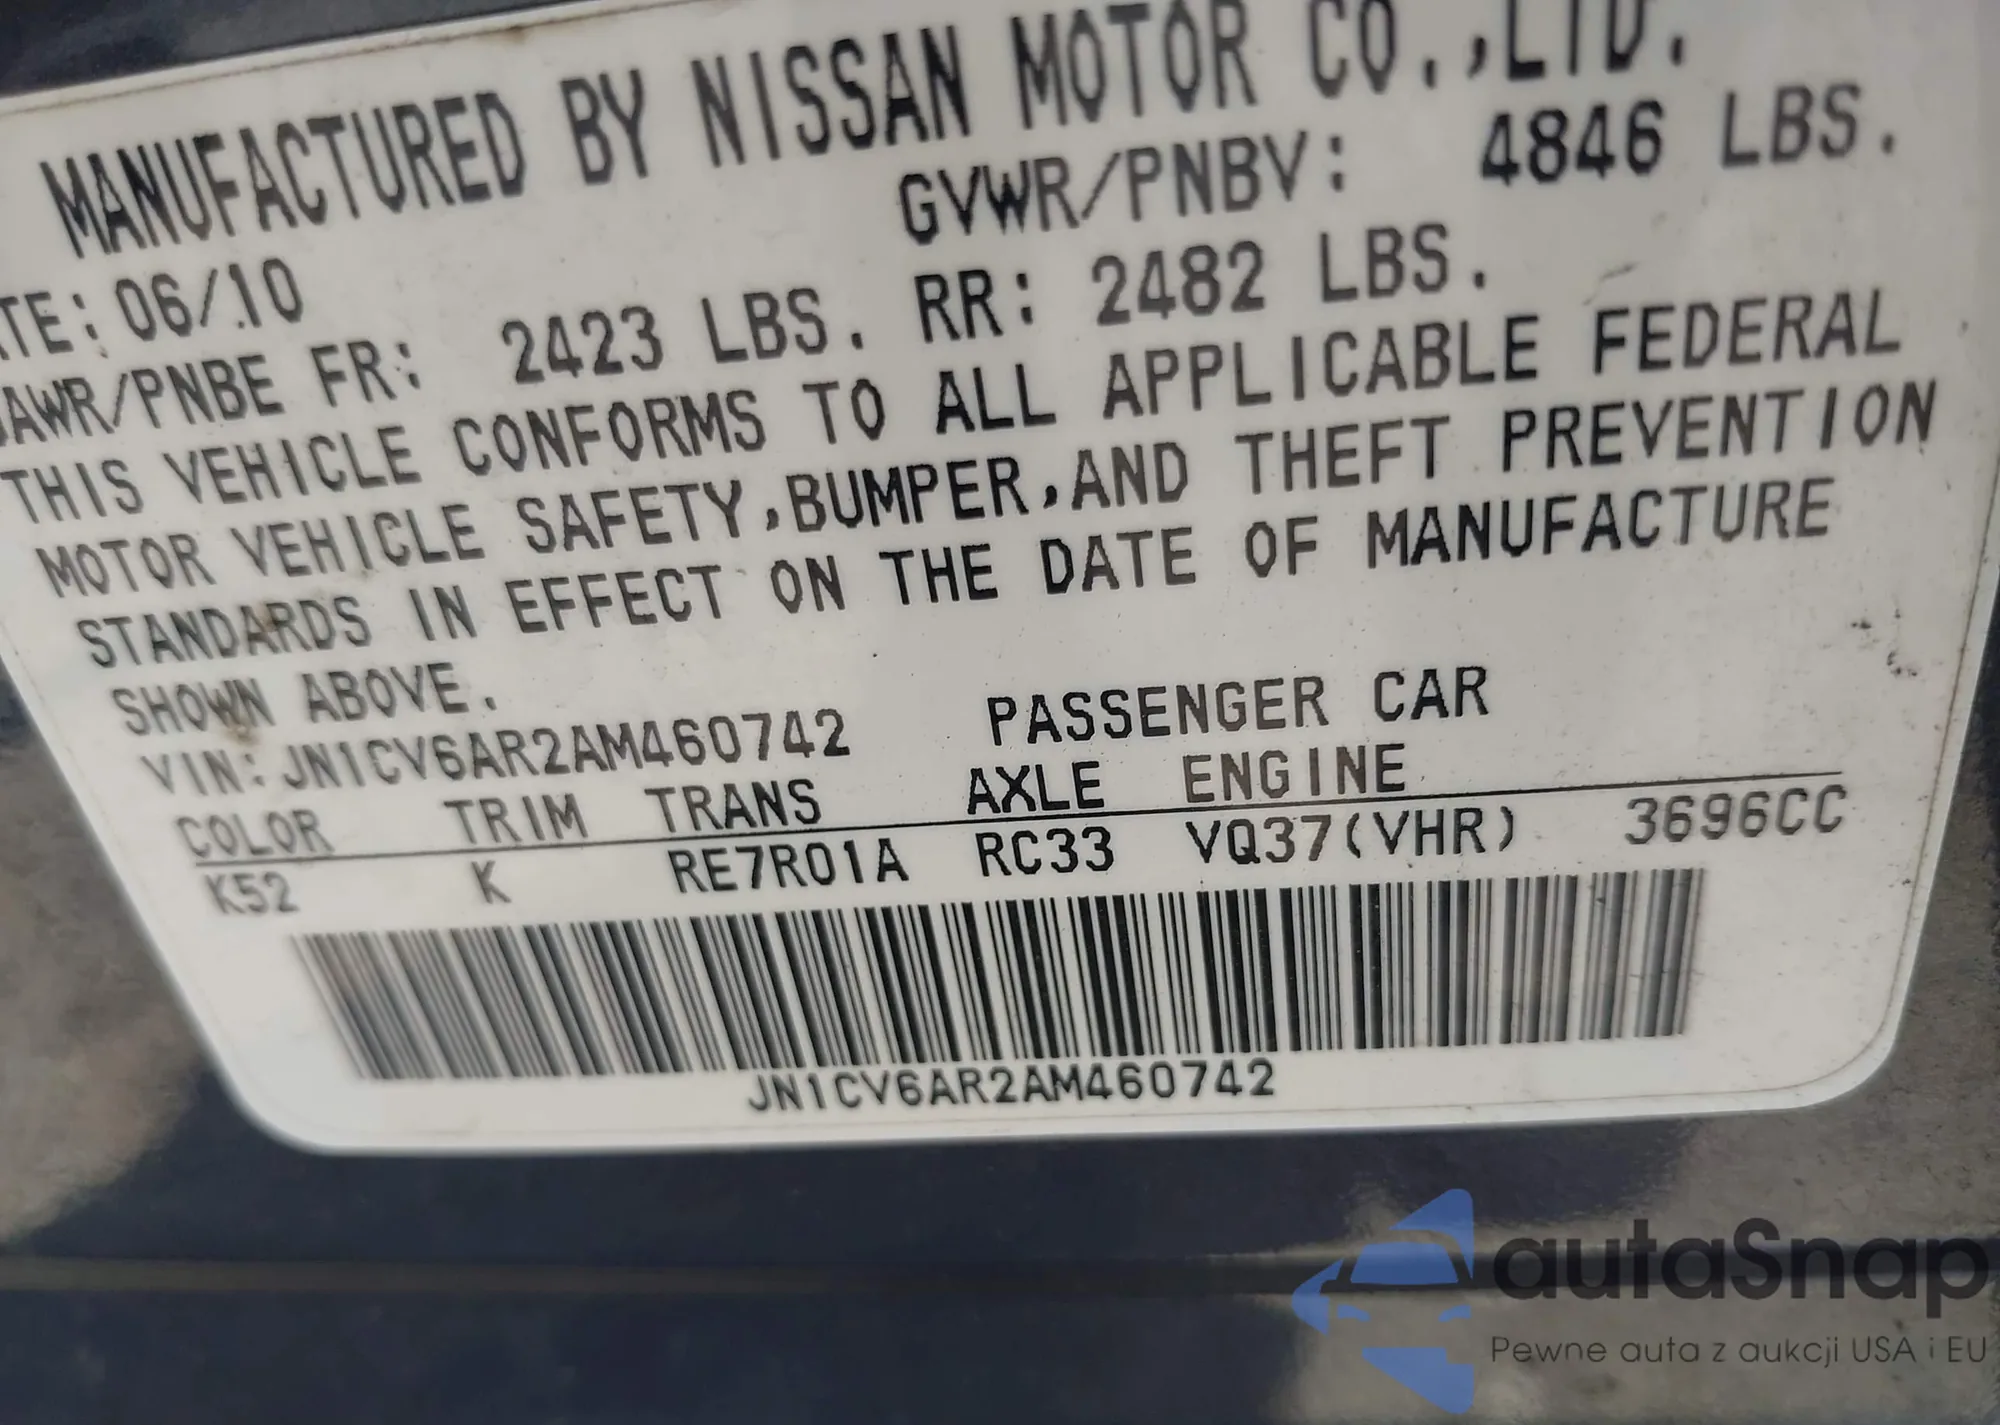 MANUFACTURED BY NISSAN MOTOR CO.,LTD.
TE: 06/10 GVWR/PNBV: 4846 LBS.
AWR/PNBE FR: 2423 LBS. RR: 2482 LBS.
THIS VEHICLE CONFORMS TO ALL APPLICABLE FEDERAL
MOTOR VEHICLE SAFETY,BUMPER,AND THEFT PREVENTION
STANDARDS IN EFFECT ON THE DATE OF MANUFACTURE
SHOWN ABOVE.
VIN: JN1CV6AR2AM460742 PASSENGER CAR
COLOR TRIM TRANS AXLE ENGINE
K52 K RE7R01A RC33 VQ37(VHR) 3696CC
JN1CV6AR2AM460742
autaSnap
Pewne auta z aukcji USA i EU